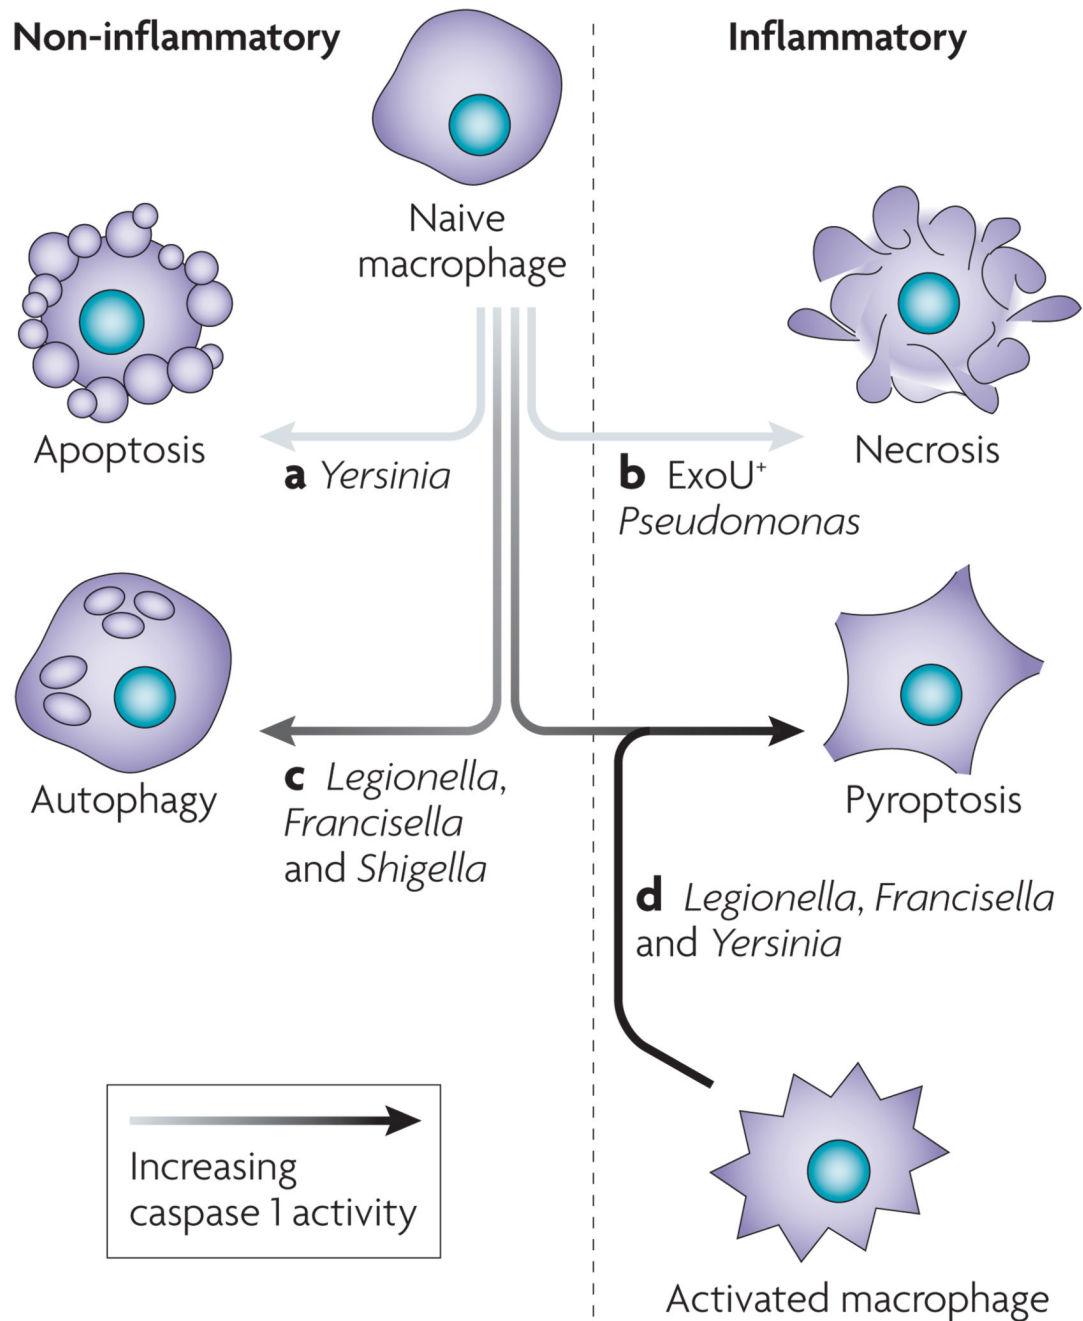 Non-inflammatory
Inflammatory
Naive
macrophage
Apoptosis
Necrosis
a Yersinia
b ExoU⁺
Pseudomonas
Autophagy
Pyroptosis
c Legionella,
Francisella
and Shigella
d Legionella, Francisella
and Yersinia
Increasing
caspase 1 activity
Activated macrophage